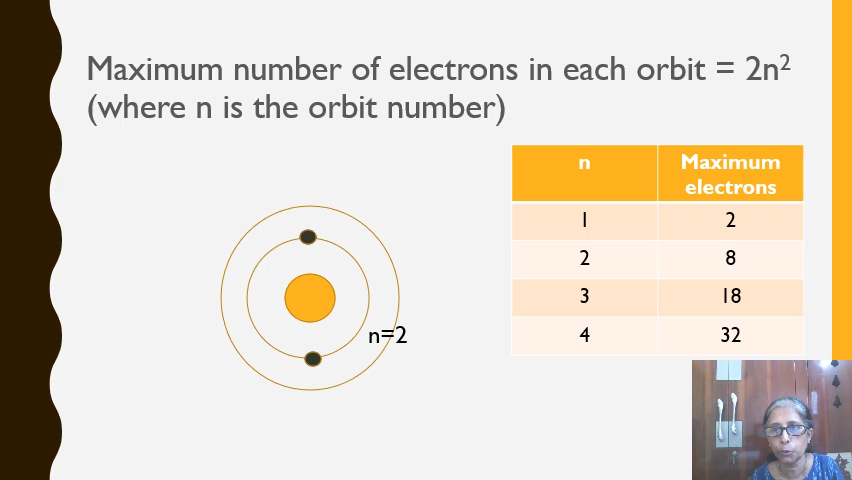 Maximum number of electrons in each orbit = 2n²
(where n is the orbit number)
n Maximum
electrons
1 2
2 8
3 18
4 32
n=2